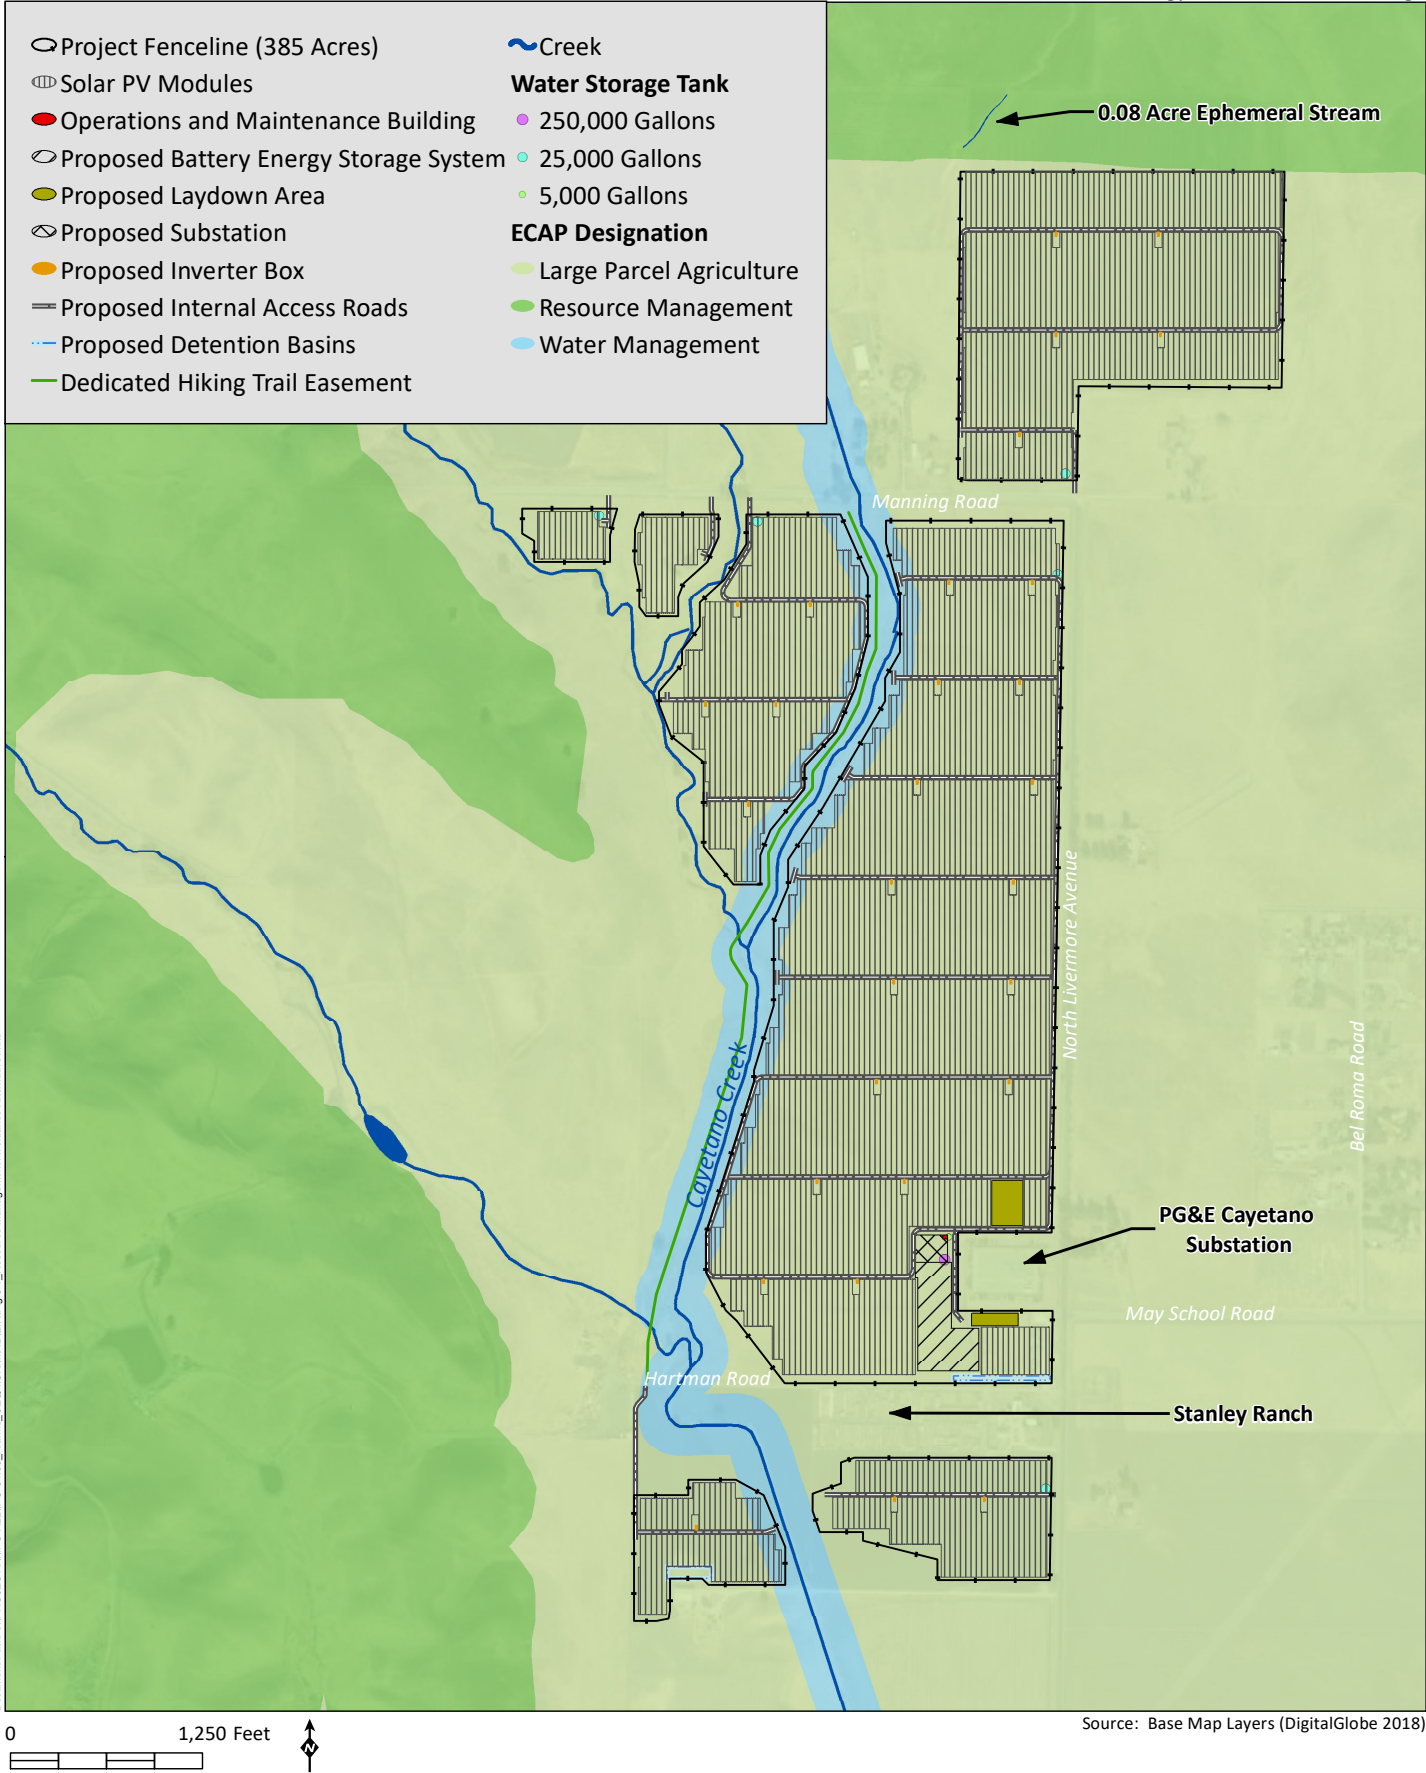 Project Fenceline (385 Acres)
Solar PV Modules
Operations and Maintenance Building
Proposed Battery Energy Storage System
Proposed Laydown Area
Proposed Substation
Proposed Inverter Box
Proposed Internal Access Roads
Proposed Detention Basins
Dedicated Hiking Trail Easement
Creek
Water Storage Tank
250,000 Gallons
25,000 Gallons
5,000 Gallons
ECAP Designation
Large Parcel Agriculture
Resource Management
Water Management
0.08 Acre Ephemeral Stream
Manning Road
North Livermore Avenue
Bel Roma Road
Cayetano Creek
PG&E Cayetano
Substation
May School Road
Hartman Road
Stanley Ranch
0 1,250 Feet
N
Source: Base Map Layers (DigitalGlobe 2018)